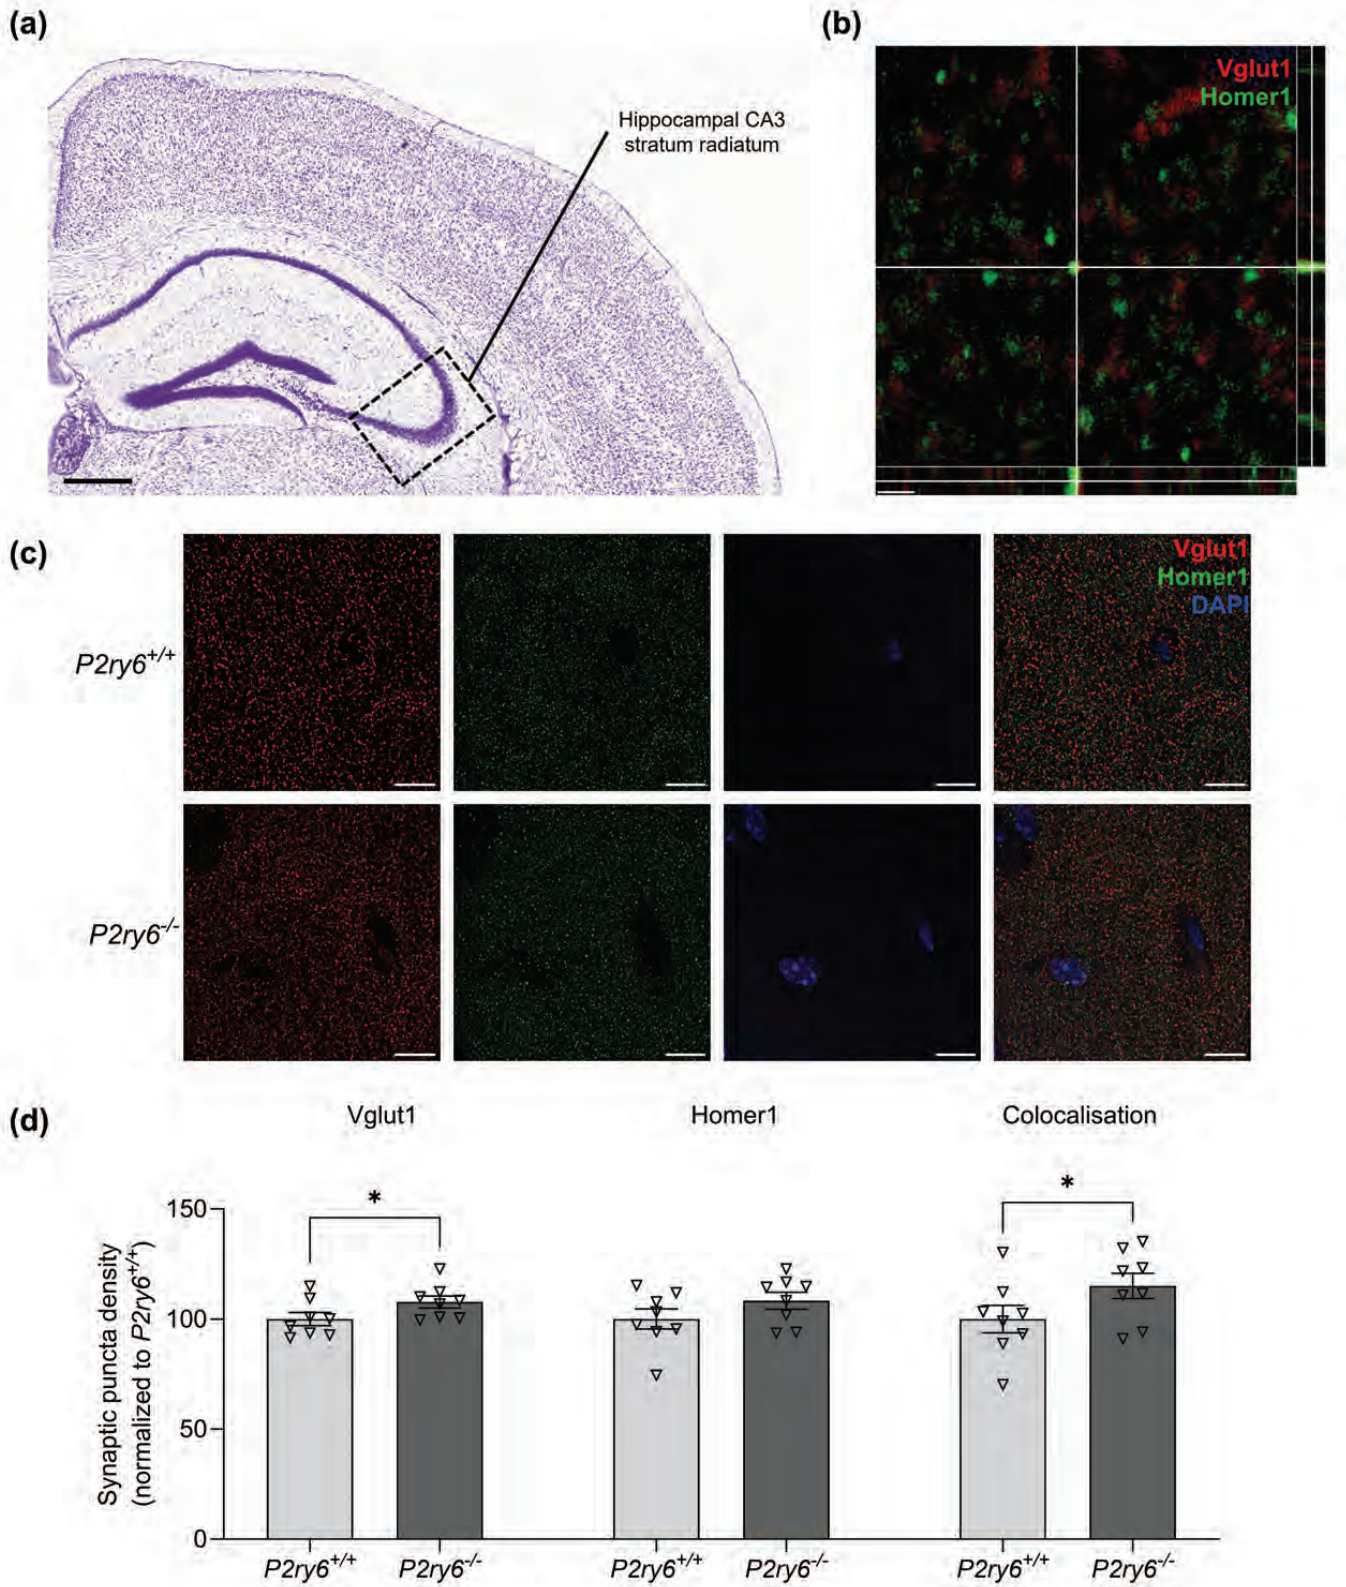 (a)
Hippocampal CA3
stratum radiatum
(b)
Vglut1
Homer1
(c)
P2ry6+/+
Vglut1
Homer1
DAPI
P2ry6-/-
(d)
Vglut1 Homer1 Colocalisation
Synaptic puncta density
(normalized to P2ry6+/+)
150
100
50
0
* *
P2ry6+/+ P2ry6-/- P2ry6+/+ P2ry6-/- P2ry6+/+ P2ry6-/-